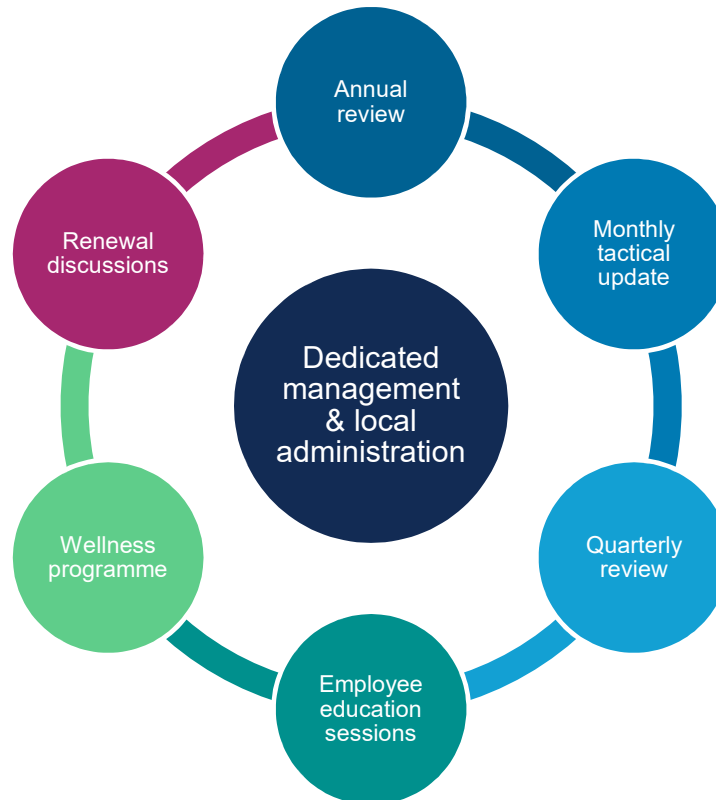 Annual
review
Monthly
tactical
update
Quarterly
review
Employee
education
sessions
Wellness
programme
Renewal
discussions
Dedicated
management
& local
administration